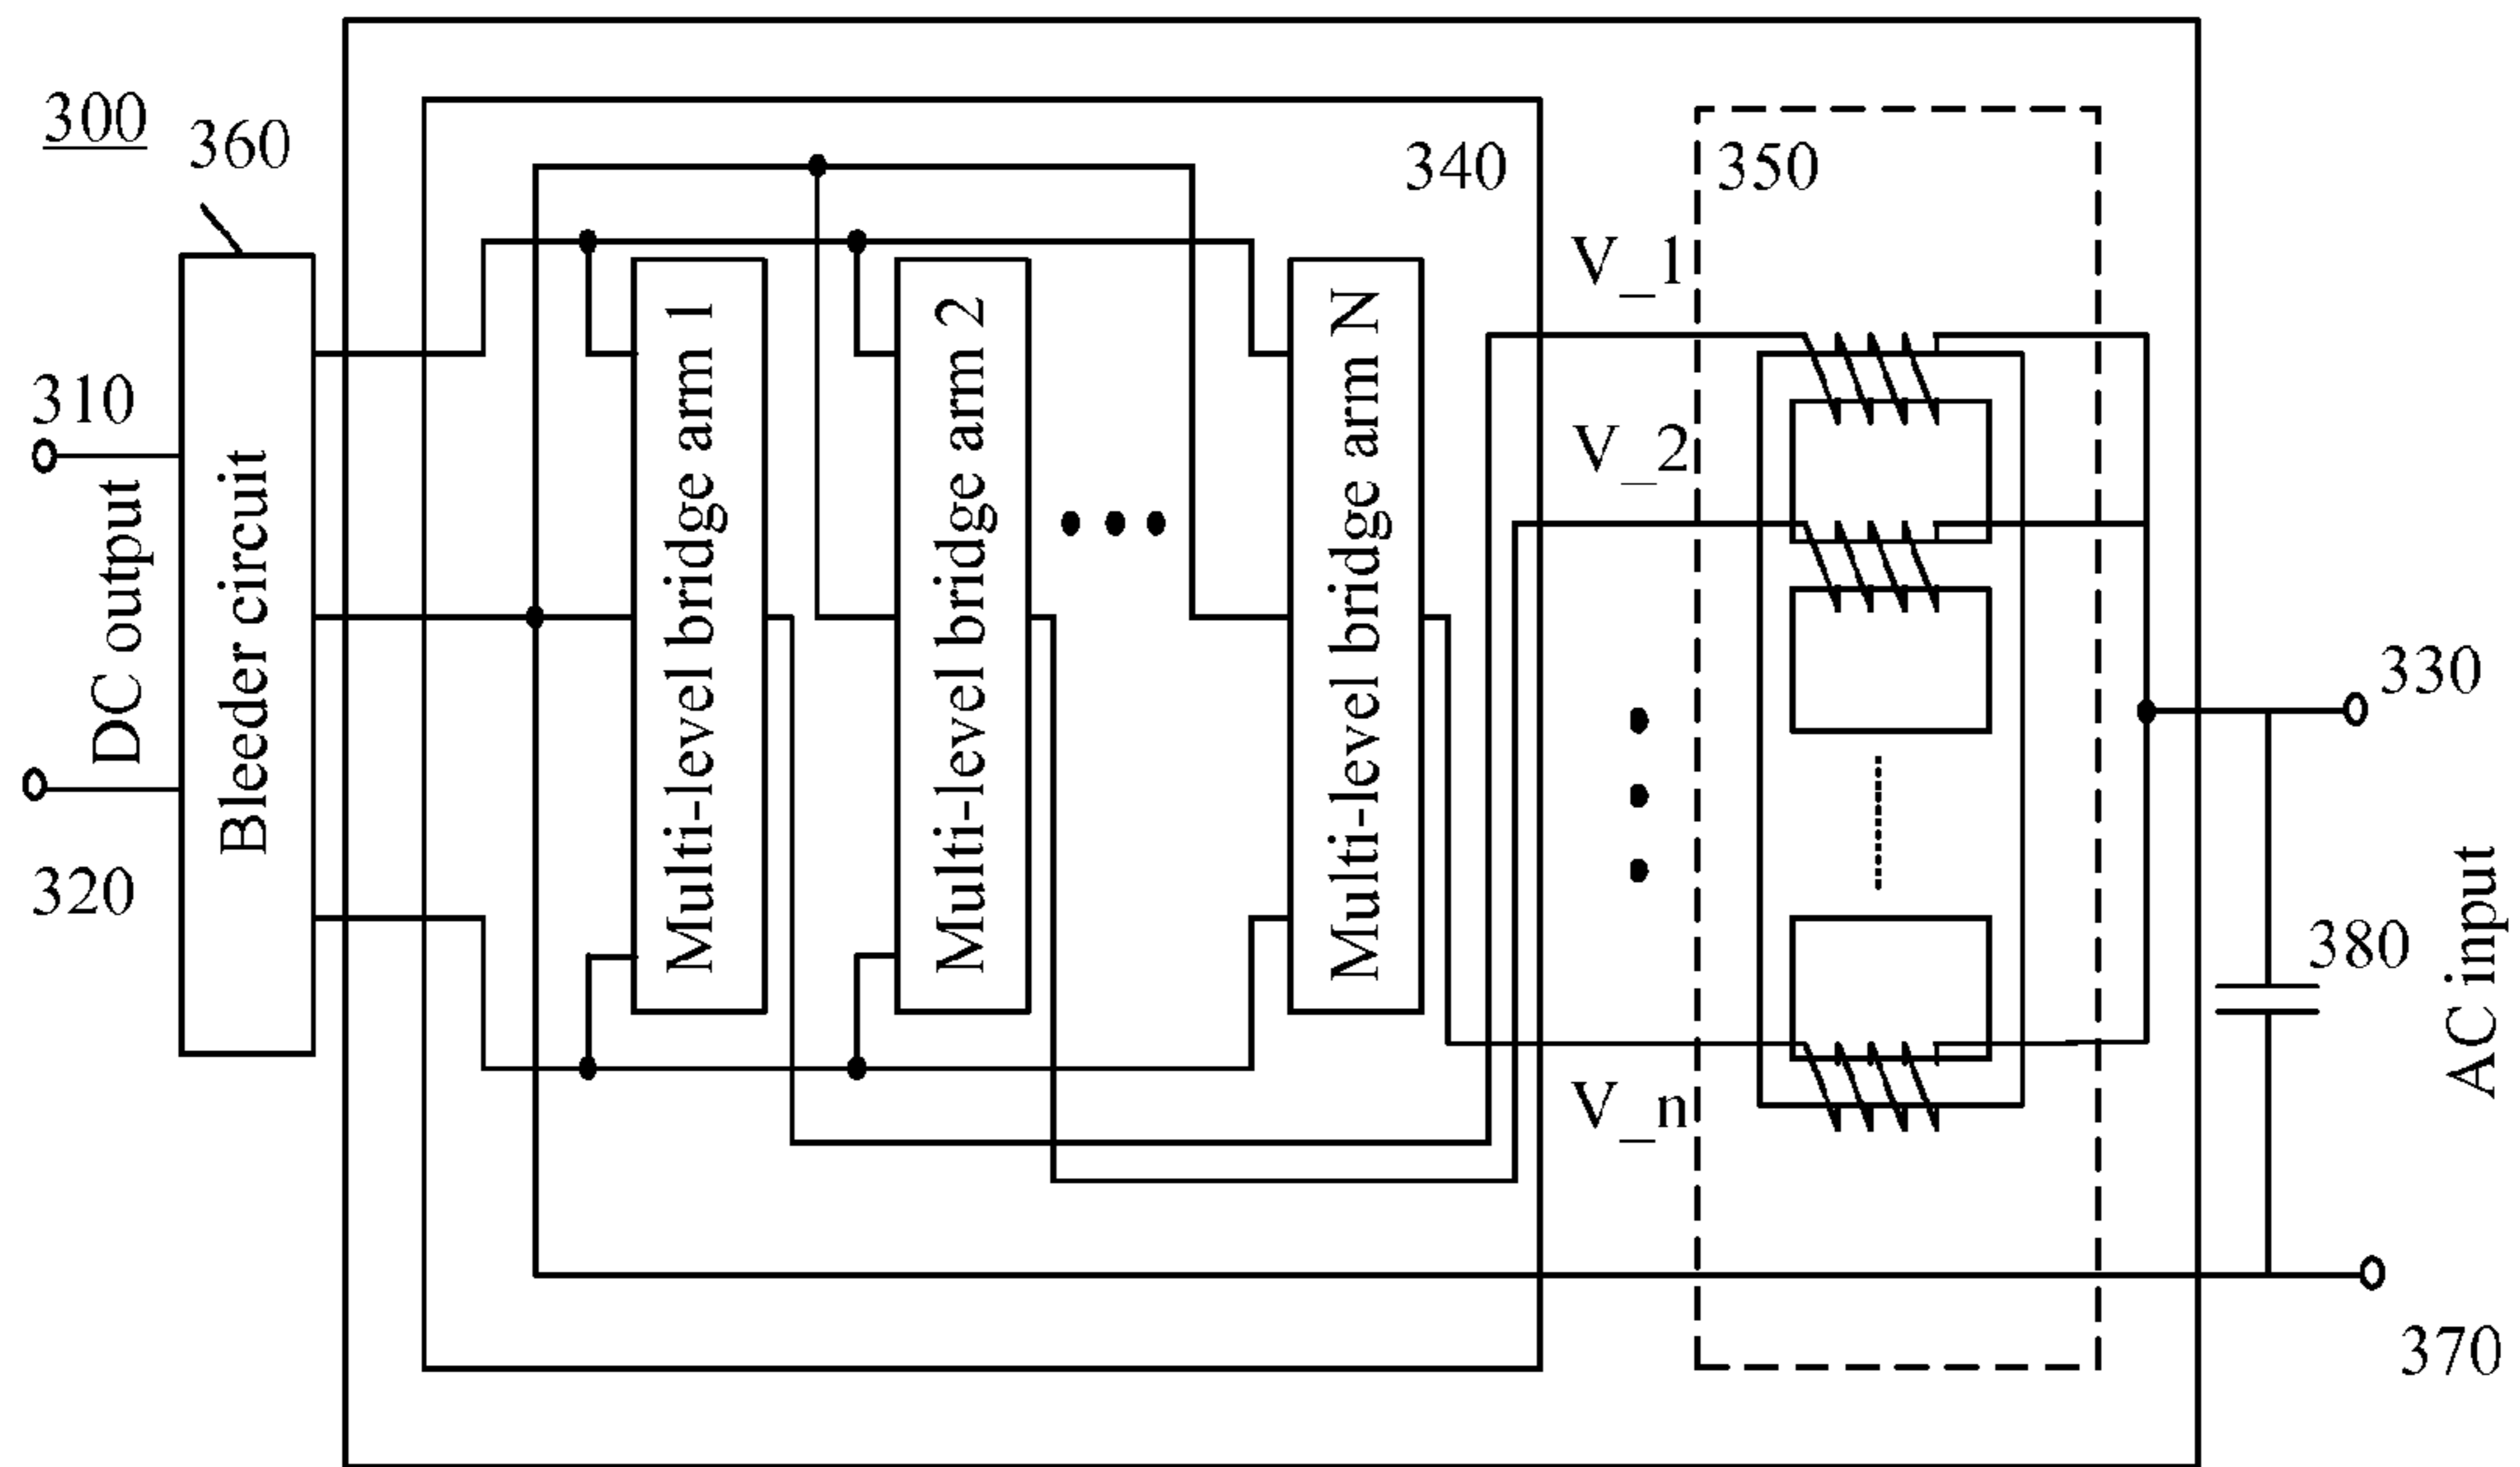 300
360
340
350
V_1
310
V_2
DC output
Bleeder circuit
Multi-level bridge arm 1
Multi-level bridge arm 2
Multi-level bridge arm N
330
320
380
AC input
V_n
370